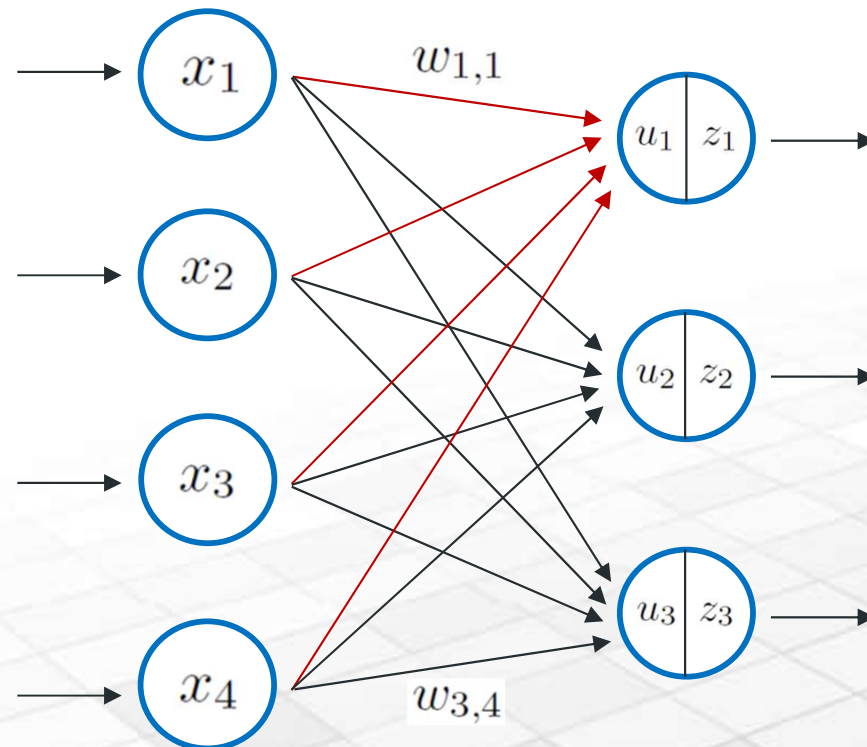 x₁
w₁,₁
u₁ z₁
x₂
u₂ z₂
x₃
u₃ z₃
x₄
w₃,₄